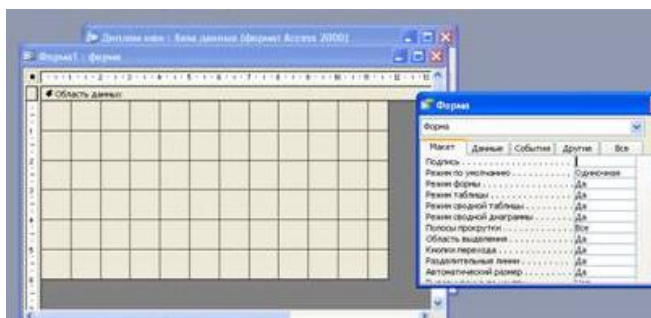 Диплом мой : база данных (формат Access 2000)
Форма1 : форма
Область данных
Форма
Форма
Макет Данные События Другие Все
Подпись
Режим по умолчанию Одиночная
Режим формы Да
Режим таблицы Да
Режим сводной таблицы Да
Режим сводной диаграммы Да
Полосы прокрутки Все
Область выделения Да
Кнопки перехода Да
Разделительные линии Да
Автоматический размер Да